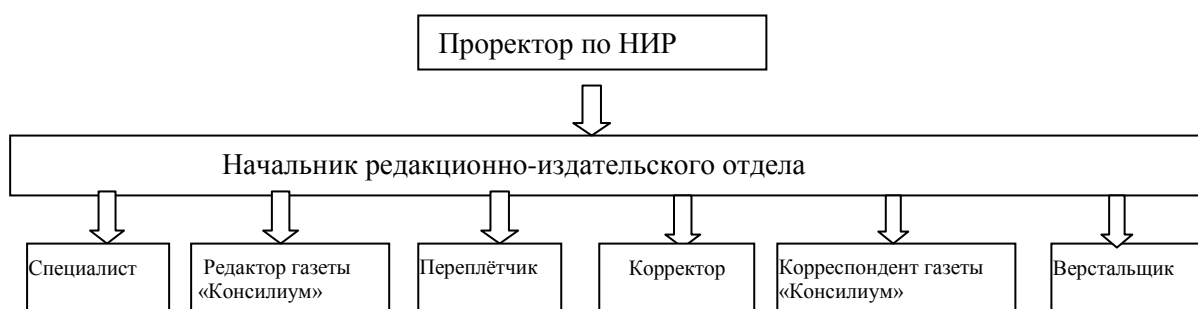 Проректор по НИР
Начальник редакционно-издательского отдела
Специалист
Редактор газеты
«Консилиум»
Переплётчик
Корректор
Корреспондент газеты
«Консилиум»
Верстальщик